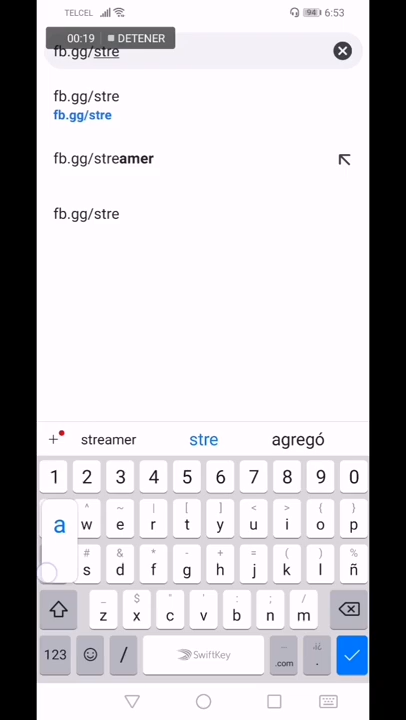 TELCEL 94 6:53
00:19 DETENER
fb.gg/stre
fb.gg/stre
fb.gg/stre
fb.gg/streamer
fb.gg/stre
+ streamer stre agregó
1 2 3 4 5 6 7 8 9 0
^ ~ | [ ] < > { }
a w e r t y u i o p
# & * - + = ( ) %
s d f g h j k l ñ
_ $ " ' : ; /
z x c v b n m
123 / SwiftKey .com .